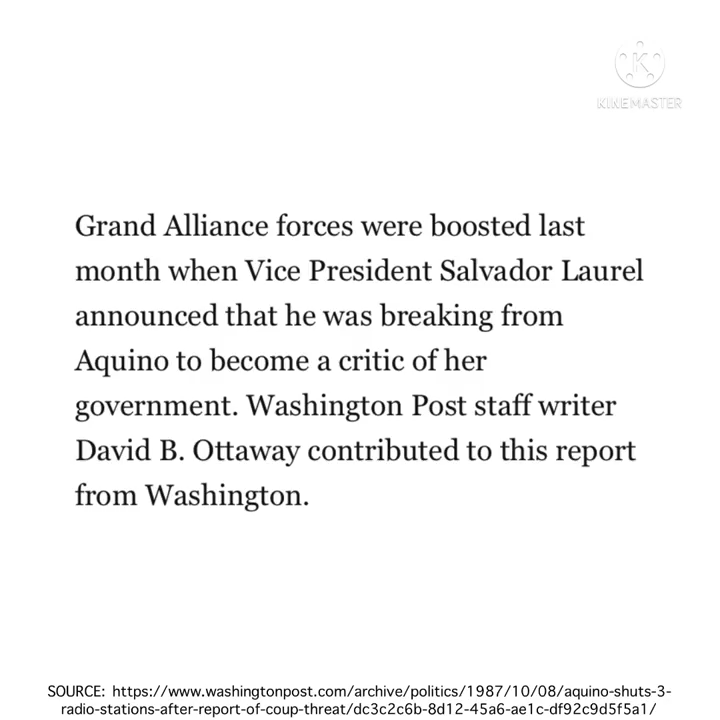 KINEMASTER
Grand Alliance forces were boosted last
month when Vice President Salvador Laurel
announced that he was breaking from
Aquino to become a critic of her
government. Washington Post staff writer
David B. Ottaway contributed to this report
from Washington.
SOURCE: https://www.washingtonpost.com/archive/politics/1987/10/08/aquino-shuts-3-
radio-stations-after-report-of-coup-threat/dc3c2c6b-8d12-45a6-ae1c-df92c9d5f5a1/